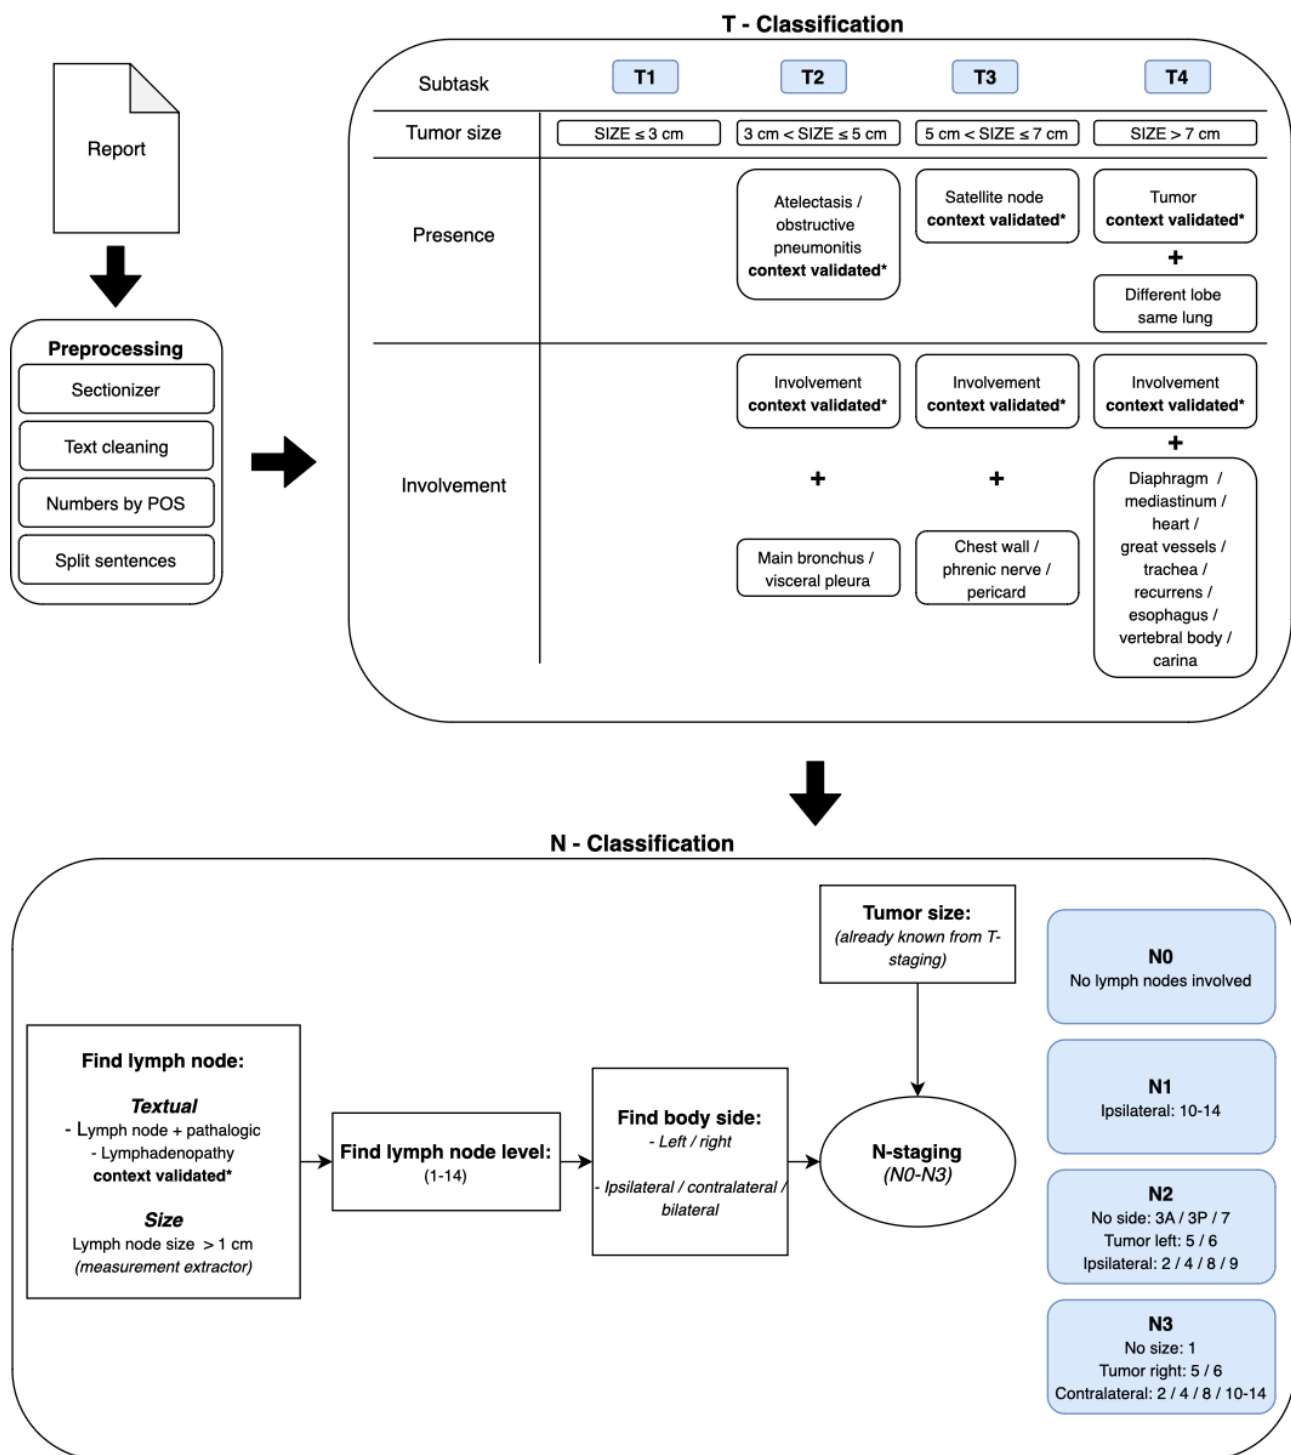 T - Classification
Report
Subtask
T1
T2
T3
T4
Tumor size
SIZE ≤ 3 cm
3 cm < SIZE ≤ 5 cm
5 cm < SIZE ≤ 7 cm
SIZE > 7 cm
Presence
Atelectasis /
obstructive
pneumonitis
context validated*
Satellite node
context validated*
Tumor
context validated*
+
Different lobe
same lung
Involvement
Involvement
context validated*
+
Main bronchus /
visceral pleura
Involvement
context validated*
+
Chest wall /
phrenic nerve /
pericard
Involvement
context validated*
+
Diaphragm /
mediastinum /
heart /
great vessels /
trachea /
recurrens /
esophagus /
vertebral body /
carina
Preprocessing
Sectionizer
Text cleaning
Numbers by POS
Split sentences
N - Classification
Find lymph node:
Textual
- Lymph node + pathalogic
- Lymphadenopathy
context validated*
Size
Lymph node size > 1 cm
(measurement extractor)
Find lymph node level:
(1-14)
Find body side:
- Left / right
- Ipsilateral / contralateral /
bilateral
Tumor size:
(already known from T-
staging)
N-staging
(N0-N3)
N0
No lymph nodes involved
N1
Ipsilateral: 10-14
N2
No side: 3A / 3P / 7
Tumor left: 5 / 6
Ipsilateral: 2 / 4 / 8 / 9
N3
No size: 1
Tumor right: 5 / 6
Contralateral: 2 / 4 / 8 / 10-14